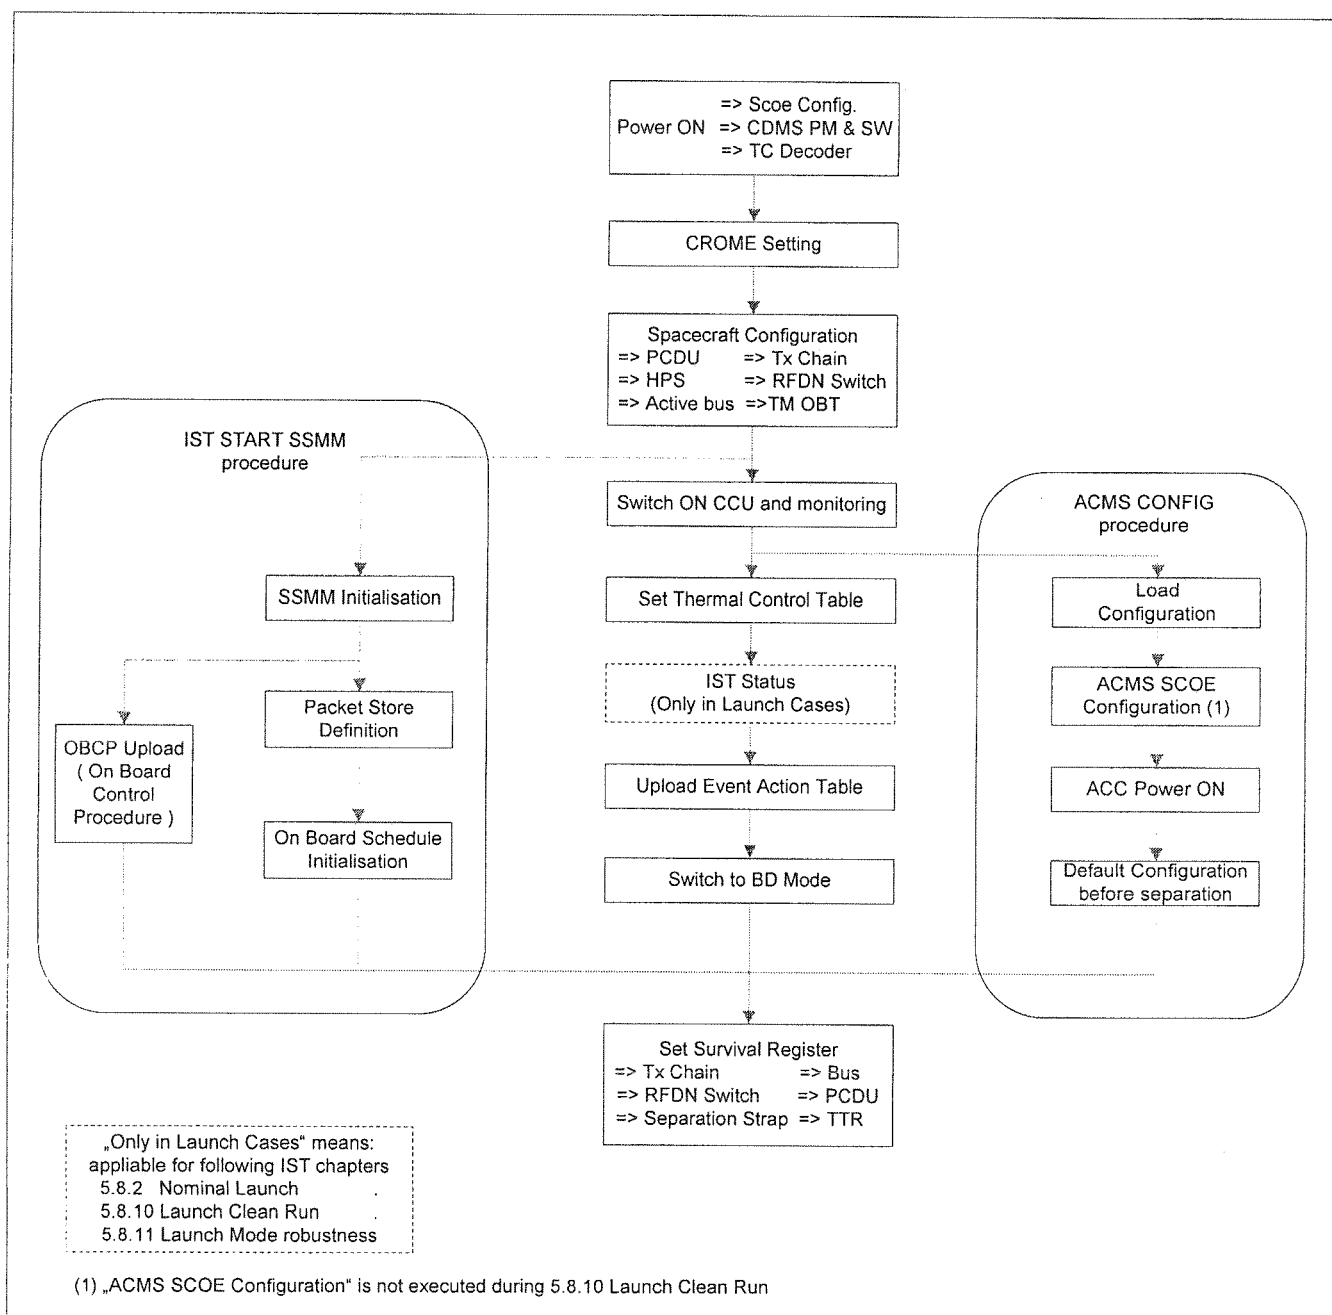 Power ON
=> Scoe Config.
=> CDMS PM & SW
=> TC Decoder
CROME Setting
Spacecraft Configuration
=> PCDU => Tx Chain
=> HPS => RFDN Switch
=> Active bus =>TM OBT
IST START SSMM
procedure
Switch ON CCU and monitoring
ACMS CONFIG
procedure
SSMM Initialisation
Set Thermal Control Table
Load
Configuration
Packet Store
Definition
IST Status
(Only in Launch Cases)
ACMS SCOE
Configuration (1)
OBCP Upload
( On Board
Control
Procedure )
Upload Event Action Table
ACC Power ON
On Board Schedule
Initialisation
Switch to BD Mode
Default Configuration
before separation
Set Survival Register
=> Tx Chain => Bus
=> RFDN Switch => PCDU
=> Separation Strap => TTR
„Only in Launch Cases“ means:
appliable for following IST chapters
5.8.2 Nominal Launch
5.8.10 Launch Clean Run
5.8.11 Launch Mode robustness
(1) „ACMS SCOE Configuration“ is not executed during 5.8.10 Launch Clean Run